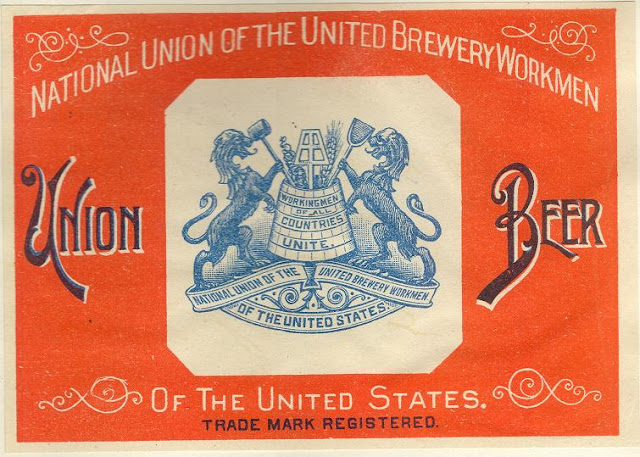 NATIONAL UNION OF THE UNITED BREWERY WORKMEN
UNION BEER
WORKINGMEN
OF ALL
COUNTRIES
UNITE.
NATIONAL UNION OF THE UNITED BREWERY WORKMEN
OF THE UNITED STATES
OF THE UNITED STATES.
TRADE MARK REGISTERED.